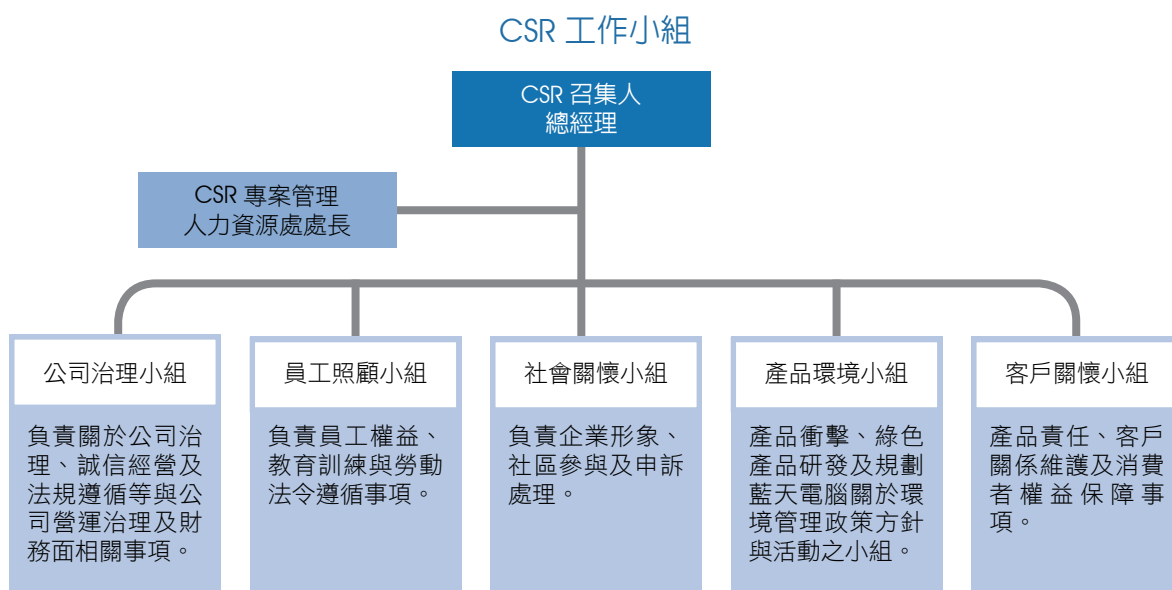 CSR 工作小組
CSR 召集人
總經理
CSR 專案管理
人力資源處處長
公司治理小組
負責關於公司治
理、誠信經營及
法規遵循等與公
司營運治理及財
務面相關事項。
員工照顧小組
負責員工權益、
教育訓練與勞動
法令遵循事項。
社會關懷小組
負責企業形象、
社區參與及申訴
處理。
產品環境小組
產品衝擊、綠色
產品研發及規劃
藍天電腦關於環
境管理政策方針
與活動之小組。
客戶關懷小組
產品責任、客戶
關係維護及消費
者權益保障事
項。